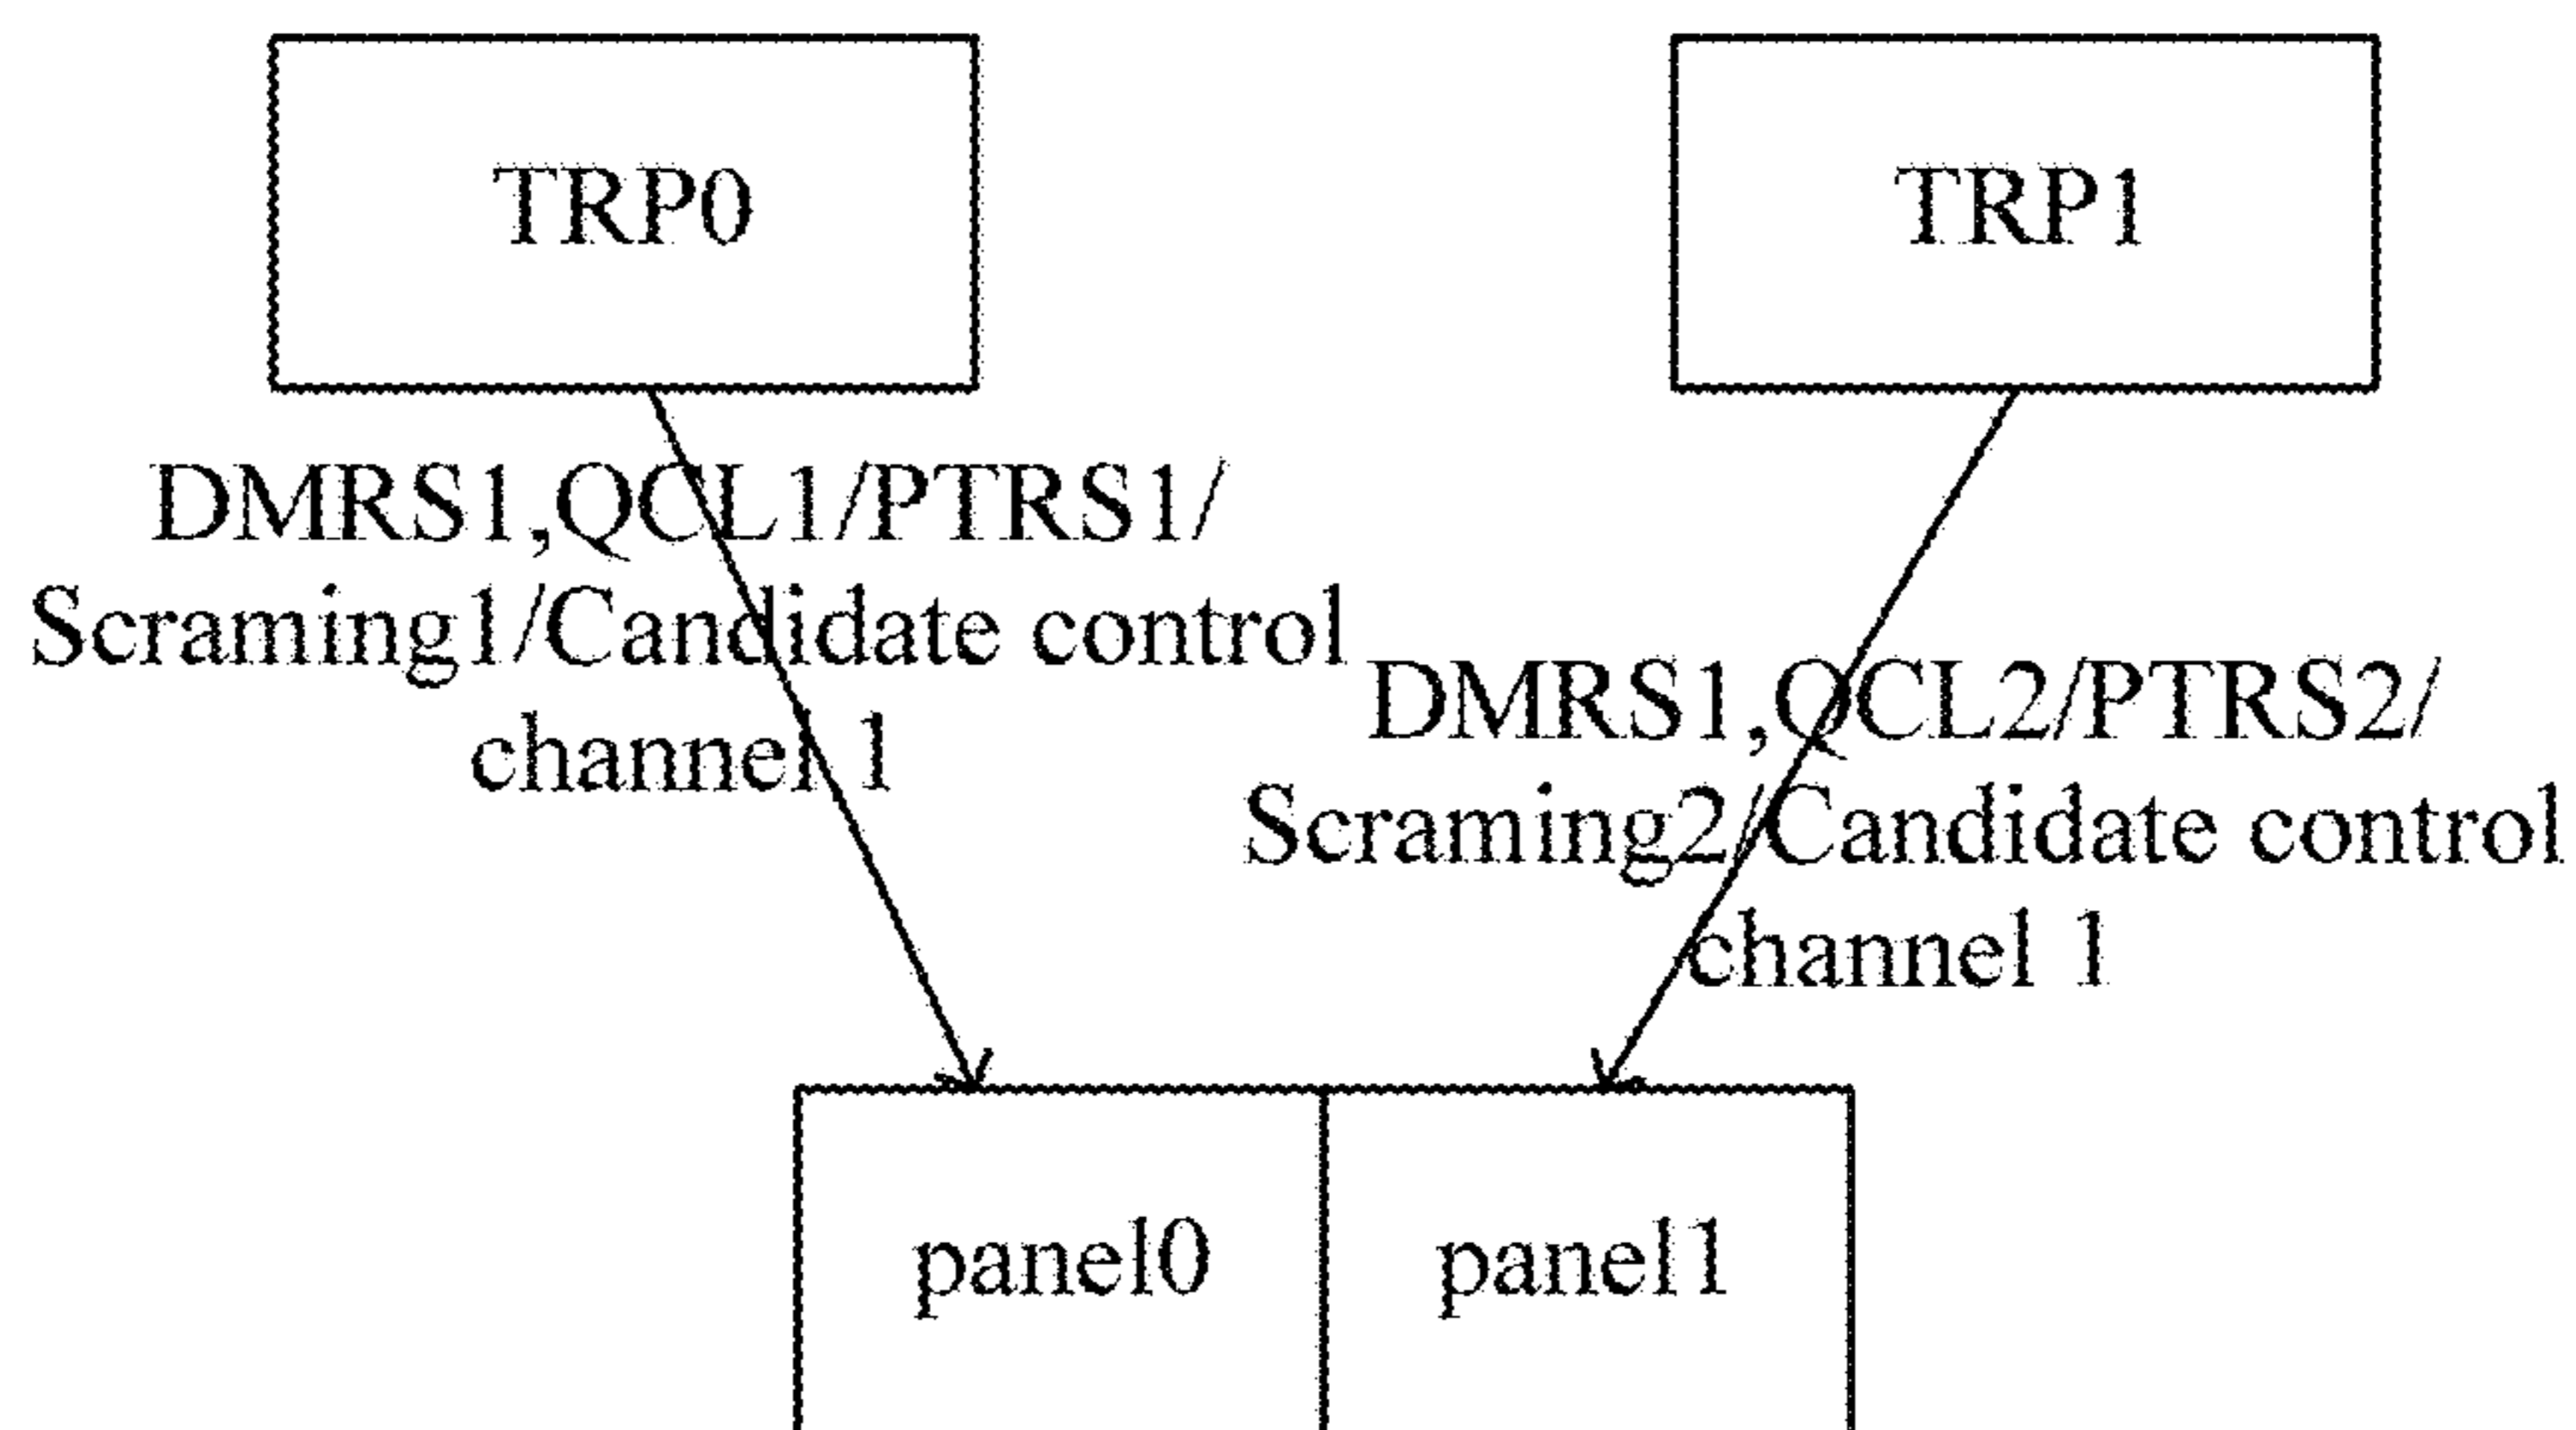 TRP0
TRP1
DMRS1,QCL1/PTRS1/
Scraming1/Candidate control
channel 1
DMRS1,QCL2/PTRS2/
Scraming2/Candidate control
channel 1
panel0
panel1